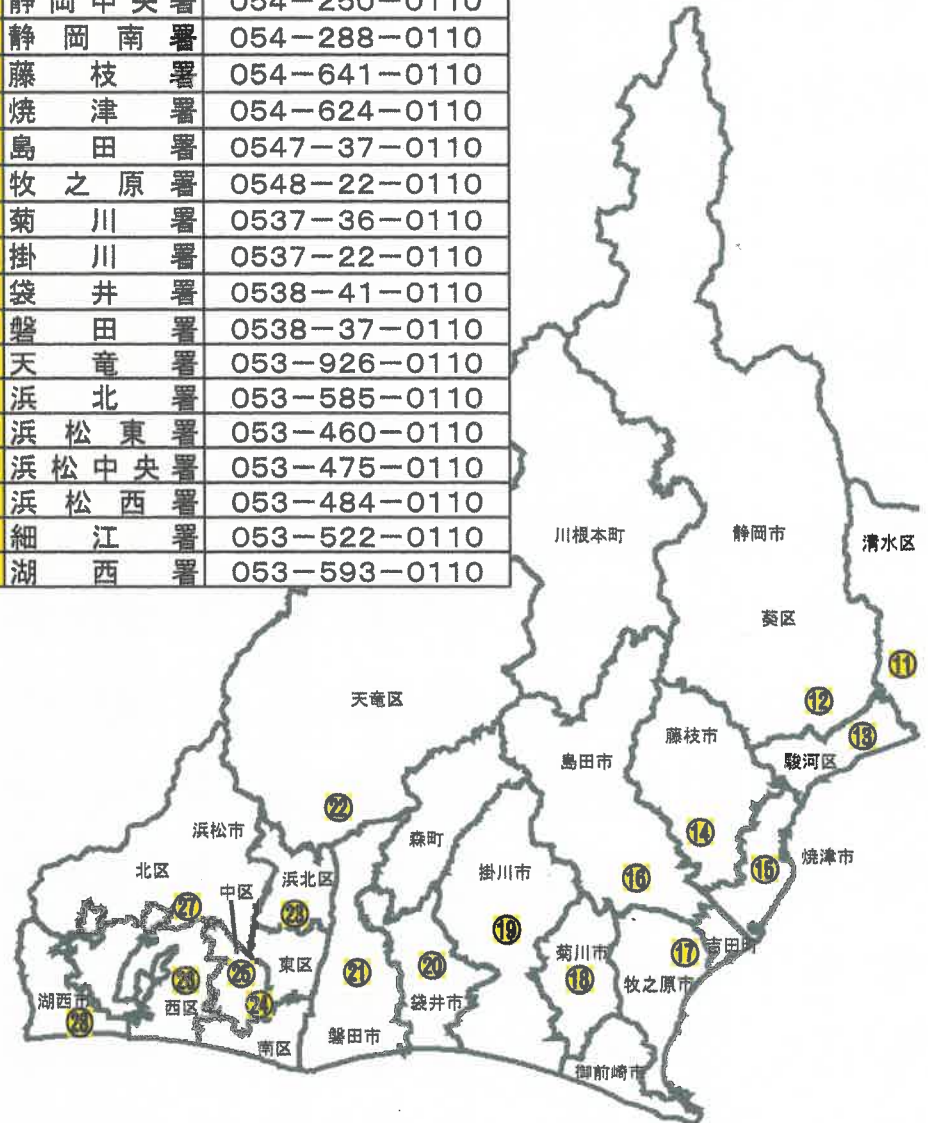 静岡中央署 054-250-0110
静岡南署 054-288-0110
藤枝署 054-641-0110
焼津署 054-624-0110
島田署 0547-37-0110
牧之原署 0548-22-0110
菊川署 0537-36-0110
掛川署 0537-22-0110
袋井署 0538-41-0110
磐田署 0538-37-0110
天竜署 053-926-0110
浜北署 053-585-0110
浜松東署 053-460-0110
浜松中央署 053-475-0110
浜松西署 053-484-0110
細江署 053-522-0110
湖西署 053-593-0110
川根本町
静岡市
清水区
葵区
⑪
天竜区
⑫
藤枝市
⑬
島田市
駿河区
㉒
浜松市
森町
⑭
焼津市
北区
掛川市
⑮
中区
浜北区
⑯
㉗
㉓
⑲
菊川市
⑰
吉田町
東区
㉕
㉑
⑳
⑱
牧之原市
湖西市
西区
㉔
袋井市
磐田市
南区
御前崎市